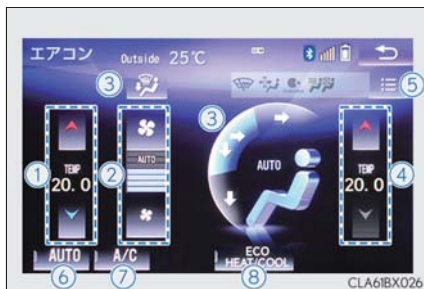 エアコン
Outside 25℃
③
③
⑤
① TEMP 20.0
② AUTO
AUTO
TEMP 20.0 ④
AUTO
A/C
ECO
HEAT/COOL
⑥
⑦
⑧
CLA61BX026